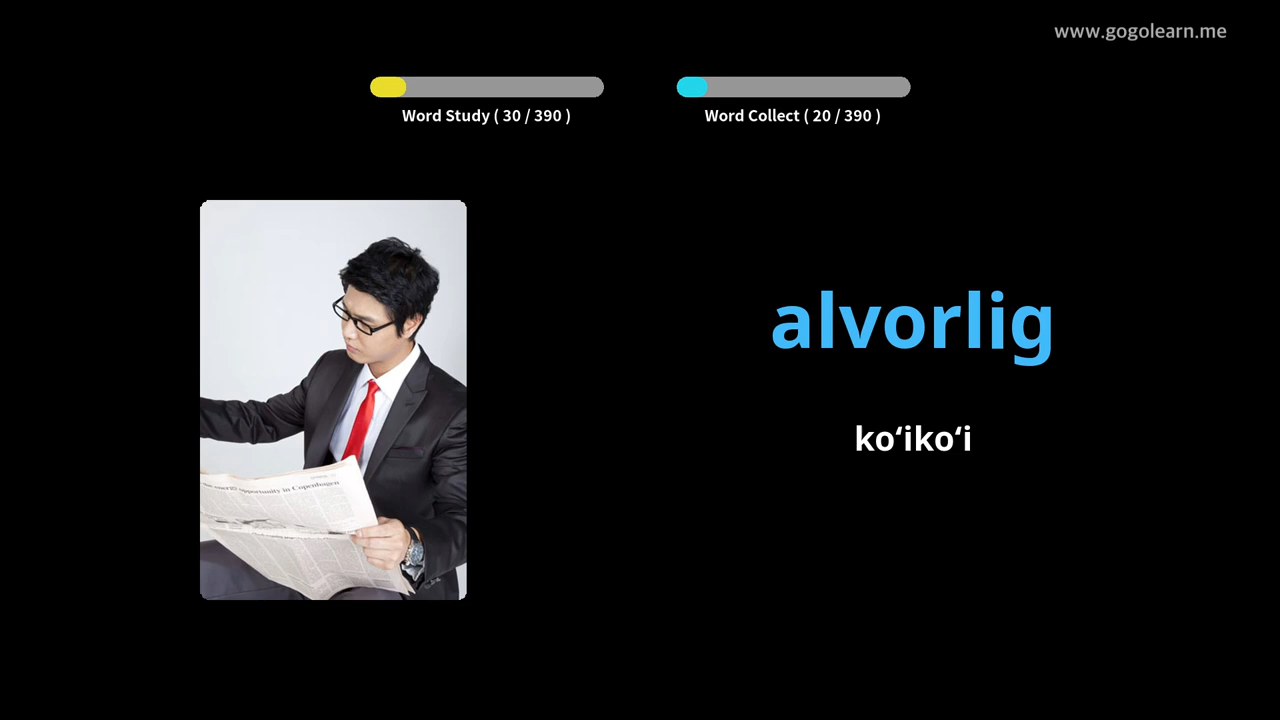 www.gogolearn.me
Word Study ( 30 / 390 )
Word Collect ( 20 / 390 )
alvorlig
koʻikoʻi
opportunity in Copenhagen